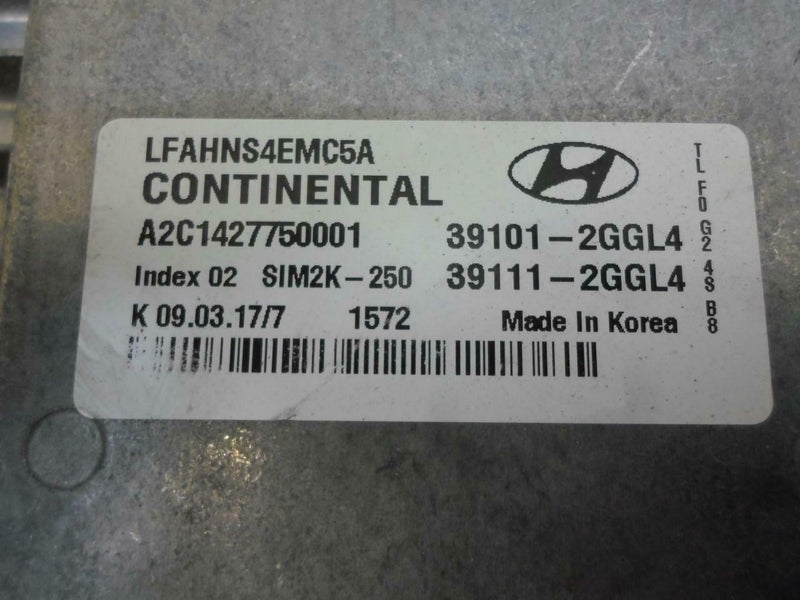 LFAHNS4EMC5A
CONTINENTAL
A2C1427750001 39101-2GGL4
Index 02 SIM2K-250 39111-2GGL4
K 09.03.17/7 1572 Made In Korea
TL F0 G2 4S B8